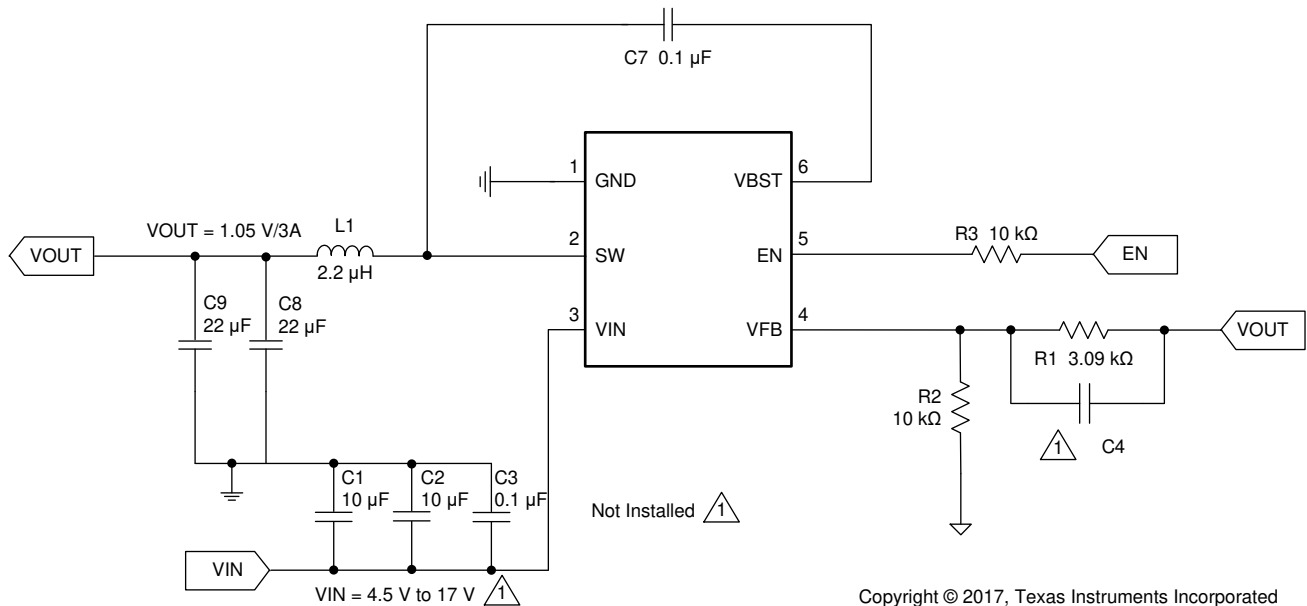 C7 0.1 µF
1
GND
VBST
6
VOUT
VOUT = 1.05 V/3A
L1
2.2 µH
2
SW
EN
5
R3 10 kΩ
EN
C9
22 µF
C8
22 µF
3
VIN
VFB
4
VOUT
R1 3.09 kΩ
R2
10 kΩ
1
C4
C1
10 µF
C2
10 µF
C3
0.1 µF
Not Installed 1
VIN
VIN = 4.5 V to 17 V 1
Copyright © 2017, Texas Instruments Incorporated